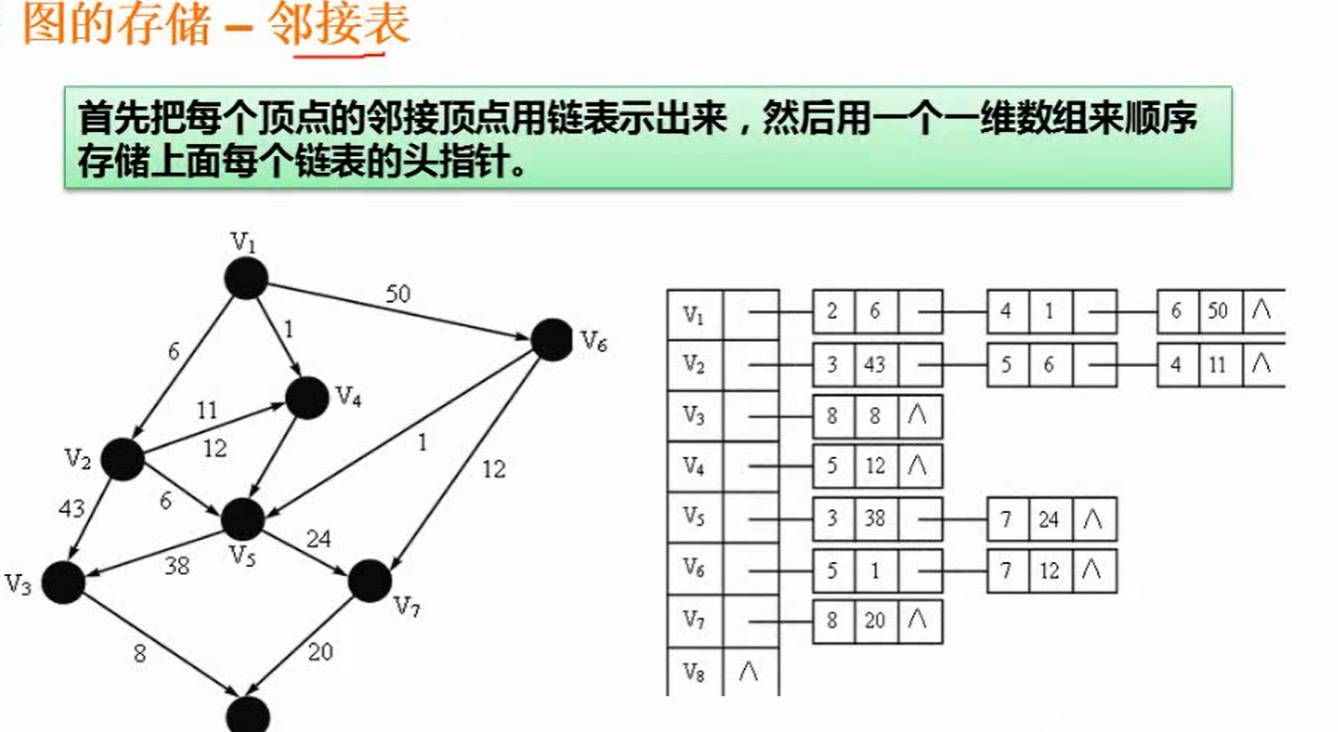 图的存储 – 邻接表
首先把每个顶点的邻接顶点用链表示出来，然后用一个一维数组来顺序
存储上面每个链表的头指针。
V₁
50
V₆
1
6
V₄
11
12
V₂
1
12
6
43
24
V₅
38
V₃
V₇
8
20
V₁ 2 6 4 1 6 50 ∧
V₂ 3 43 5 6 4 11 ∧
V₃ 8 8 ∧
V₄ 5 12 ∧
V₅ 3 38 7 24 ∧
V₆ 5 1 7 12 ∧
V₇ 8 20 ∧
V₈ ∧